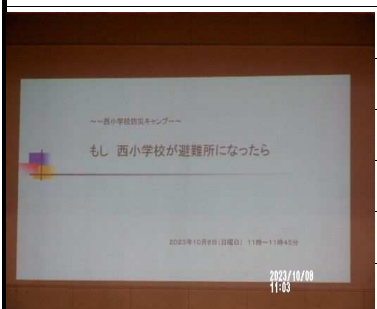 ~~西小学校防災キャンプ~~
もし 西小学校が避難所になったら
2023年10月8日(日曜日) 11時~11時45分
2023/10/08
11:03